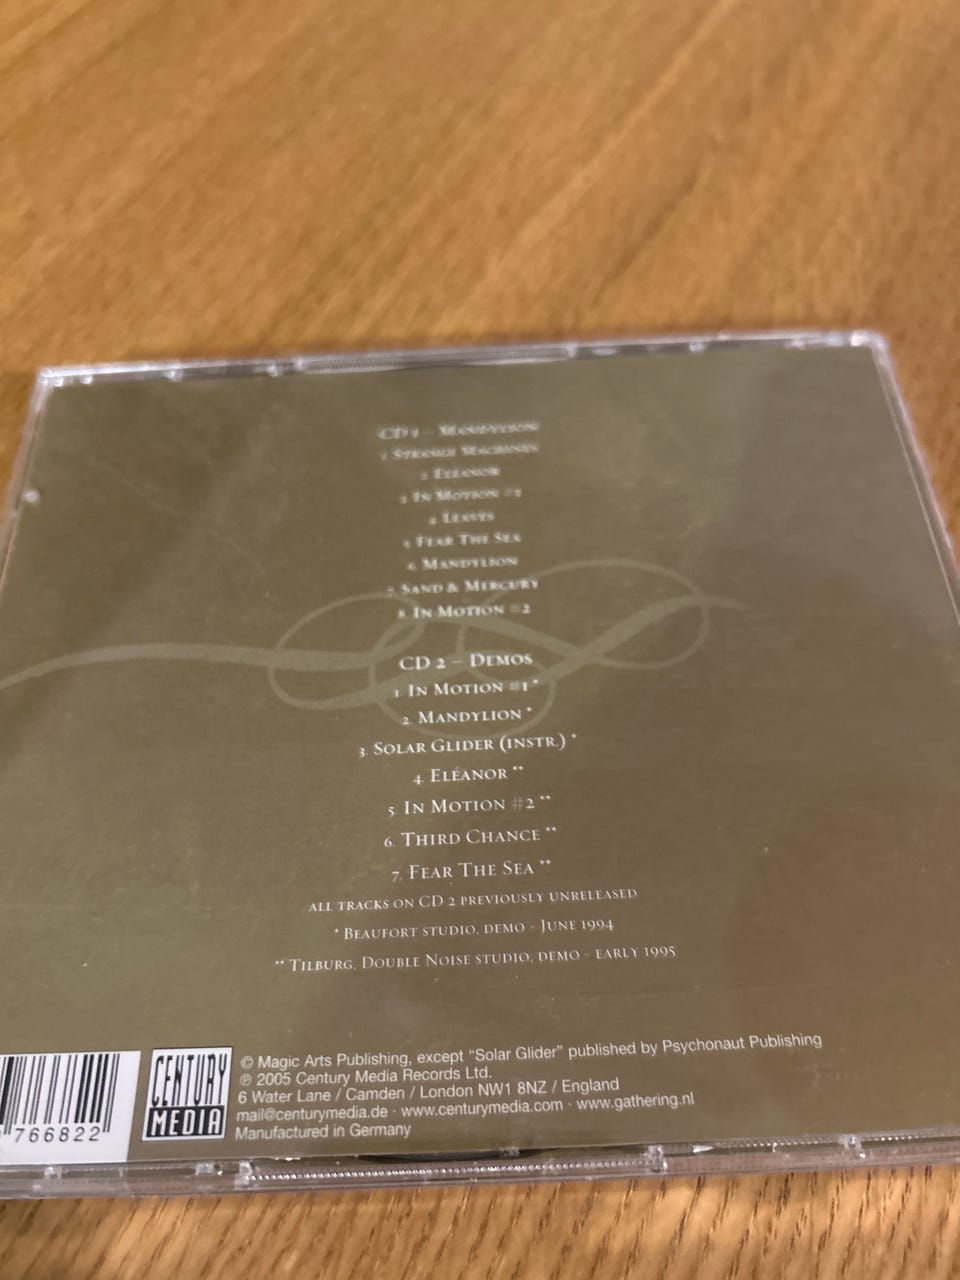 CD 1 – Mandylion
1. Strange Machines
2. Eléanor
3. In Motion #1
4. Leaves
5. Fear The Sea
6. Mandylion
7. Sand & Mercury
8. In Motion #2
CD 2 – Demos
1. In Motion #1 *
2. Mandylion *
3. Solar Glider (instr.) *
4. Eléanor **
5. In Motion #2 **
6. Third Chance **
7. Fear The Sea **
all tracks on CD 2 previously unreleased
* Beaufort studio, demo - June 1994
** Tilburg, Double Noise studio, demo - early 1995
CENTURY
MEDIA
© Magic Arts Publishing, except "Solar Glider" published by Psychonaut Publishing
℗ 2005 Century Media Records Ltd.
6 Water Lane / Camden / London NW1 8NZ / England
mail@centurymedia.de · www.centurymedia.com · www.gathering.nl
Manufactured in Germany
766822